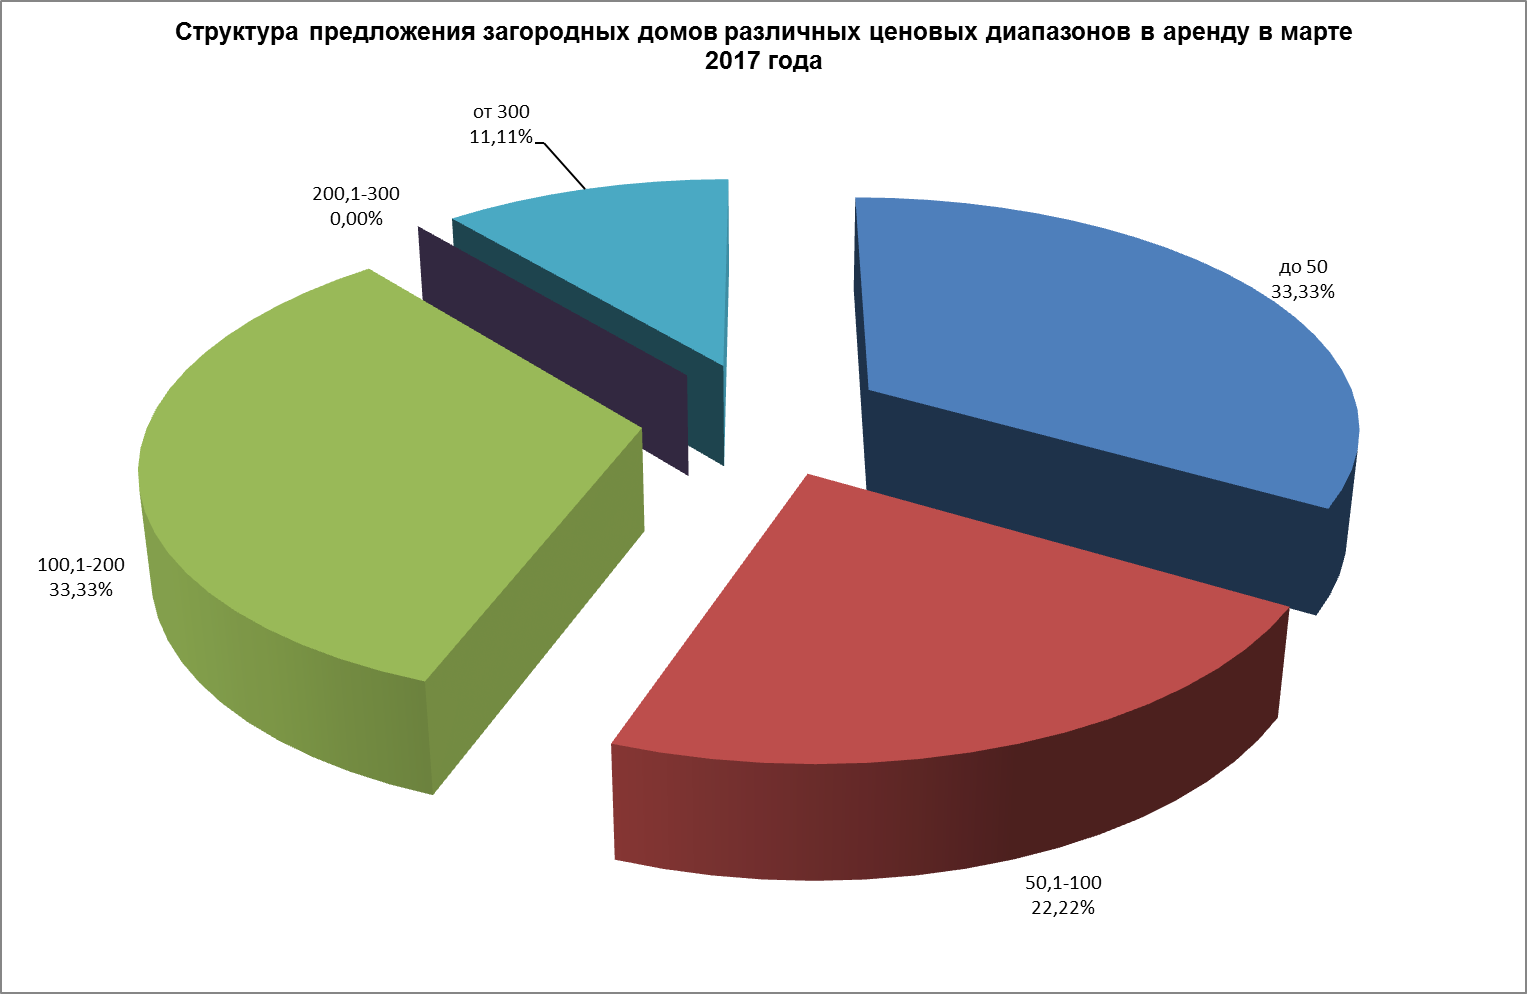 Структура предложения загородных домов различных ценовых диапазонов в аренду в марте
2017 года
от 300
11,11%
200,1-300
0,00%
до 50
33,33%
100,1-200
33,33%
50,1-100
22,22%